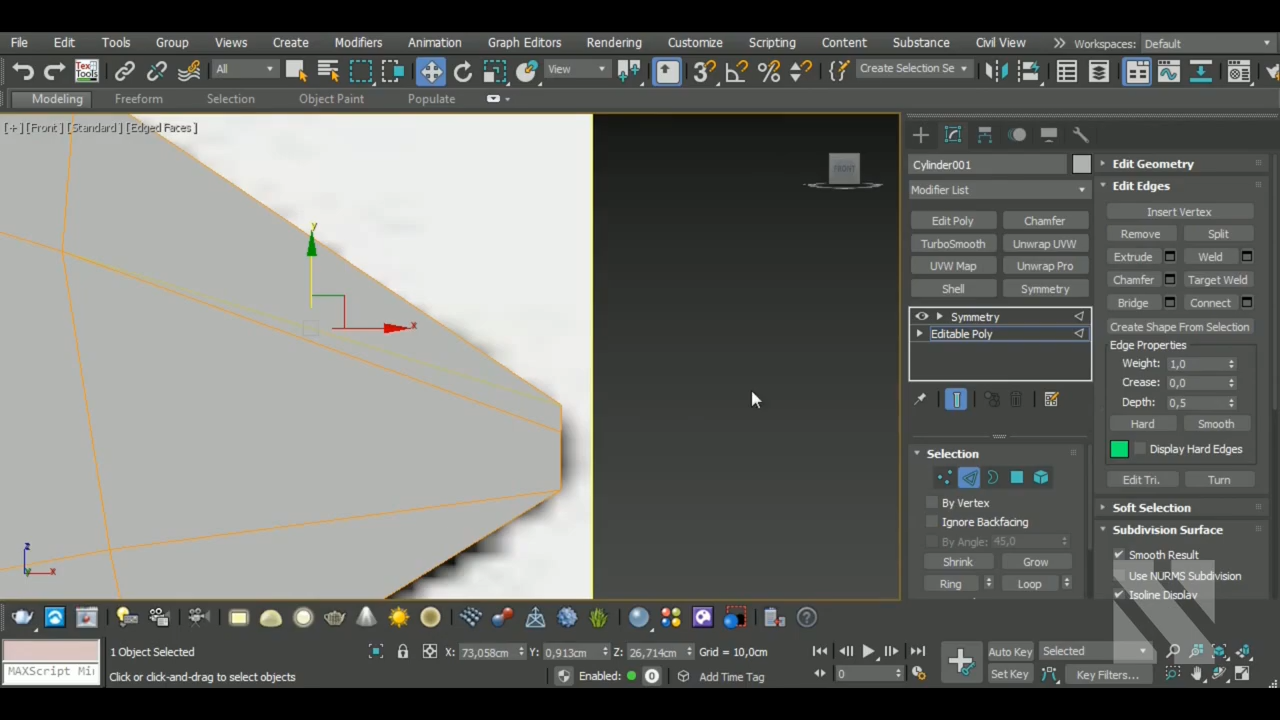 File Edit Tools Group Views Create Modifiers Animation Graph Editors Rendering Customize Scripting Content Substance Civil View Workspaces: Default
Tex Tools All View Create Selection Se
Modeling Freeform Selection Object Paint Populate
[+] [Front] [Standard] [Edged Faces]
FRONT
y
x
z
y
x
Cylinder001
Modifier List
Edit Poly Chamfer
TurboSmooth Unwrap UVW
UVW Map Unwrap Pro
Shell Symmetry
Symmetry
Editable Poly
Selection
By Vertex
Ignore Backfacing
By Angle: 45,0
Shrink Grow
Ring Loop
Edit Geometry
Edit Edges
Insert Vertex
Remove Split
Extrude Weld
Chamfer Target Weld
Bridge Connect
Create Shape From Selection
Edge Properties
Weight: 1,0
Crease: 0,0
Depth: 0,5
Hard Smooth
Display Hard Edges
Edit Tri. Turn
Soft Selection
Subdivision Surface
Smooth Result
Use NURMS Subdivision
Isoline Display
1 Object Selected X: 73,058cm Y: 0,913cm Z: 26,714cm Grid = 10,0cm Auto Key Selected
MAXScript Mi Click or click-and-drag to select objects Enabled: 0 Add Time Tag 0 Set Key Key Filters...